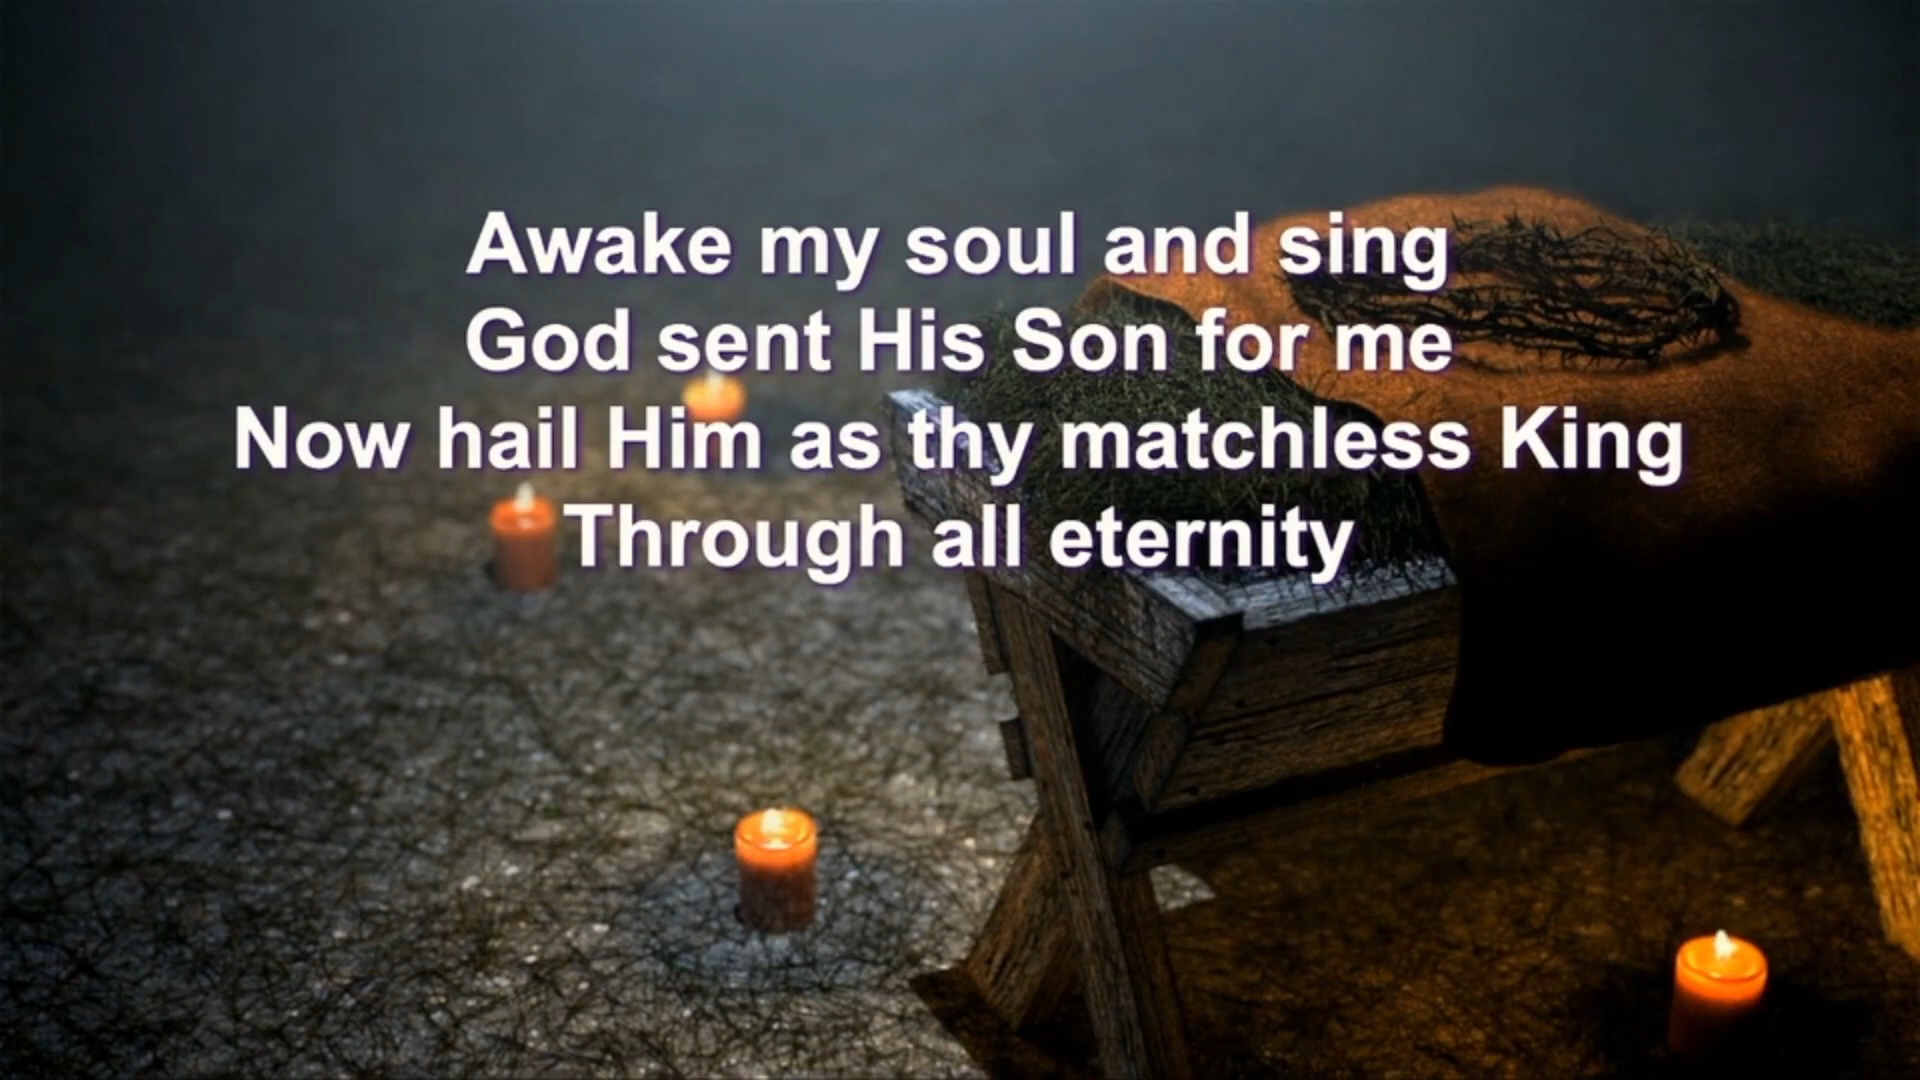 Awake my soul and sing
God sent His Son for me
Now hail Him as thy matchless King
Through all eternity